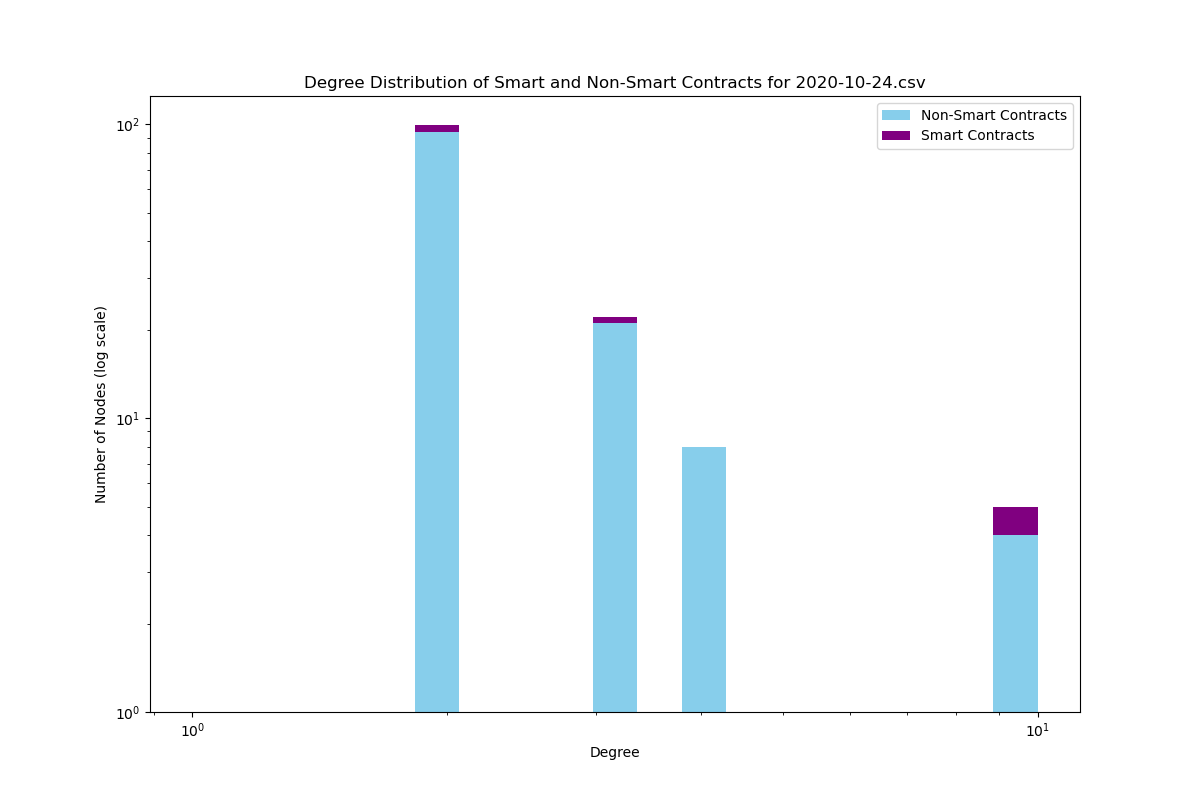 Degree Distribution of Smart and Non-Smart Contracts for 2020-10-24.csv
Non-Smart Contracts
Smart Contracts
Number of Nodes (log scale)
10²
10¹
10⁰
10⁰ 10¹
Degree